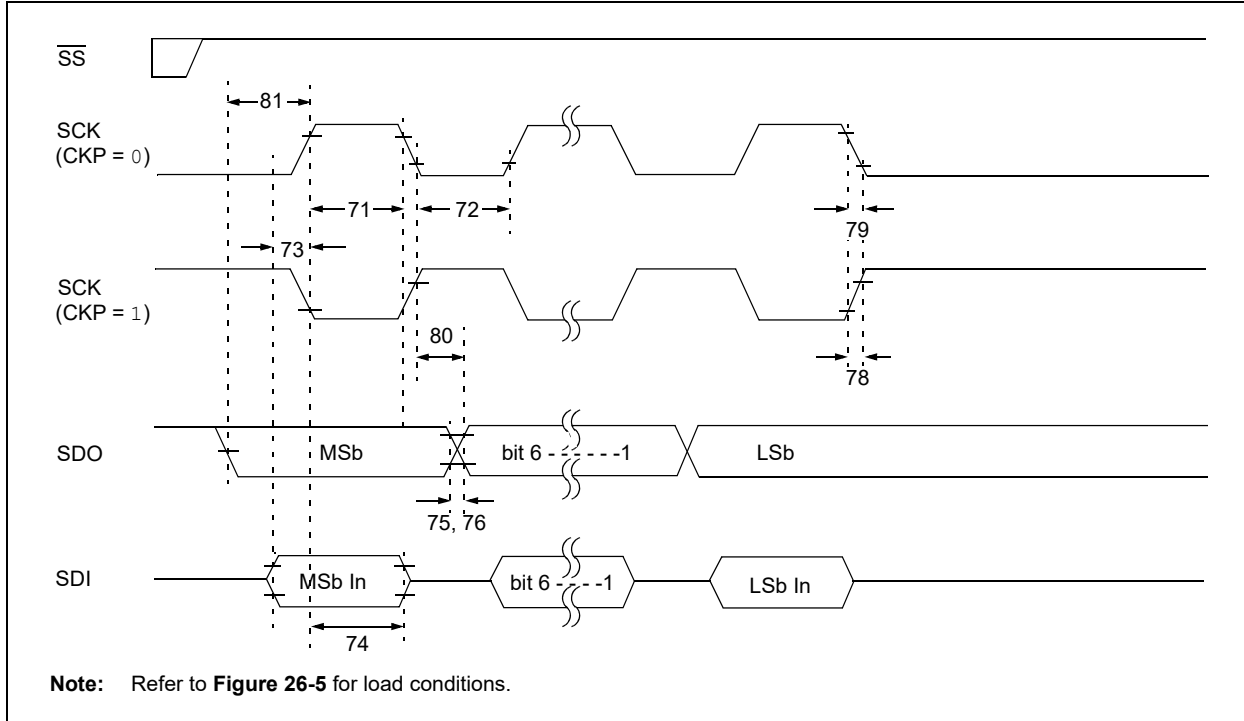 SS
81
SCK
(CKP = 0)
71
72
79
73
SCK
(CKP = 1)
80
78
SDO
MSb
bit 6 - - - - - - -1
LSb
75, 76
SDI
MSb In
bit 6 - - - - -1
LSb In
74
Note: Refer to Figure 26-5 for load conditions.